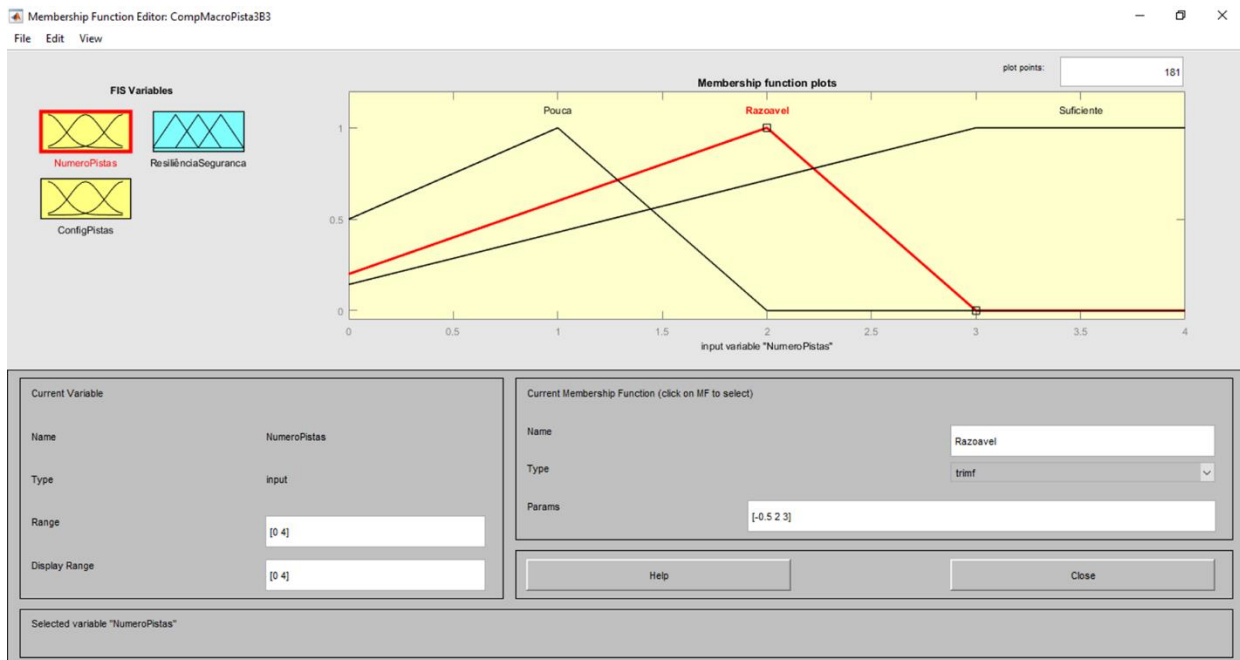 Membership Function Editor: CompMacroPista3B3
File Edit View
plot points: 181
FIS Variables
Membership function plots
NumeroPistas ResiliênciaSeguranca
ConfigPistas
Pouca Razoavel Suficiente
1
0.5
0
0 0.5 1 1.5 2 2.5 3 3.5 4
input variable "NumeroPistas"
Current Variable
Name NumeroPistas
Type input
Range [0 4]
Display Range [0 4]
Current Membership Function (click on MF to select)
Name Razoavel
Type trimf
Params [-0.5 2 3]
Help Close
Selected variable "NumeroPistas"